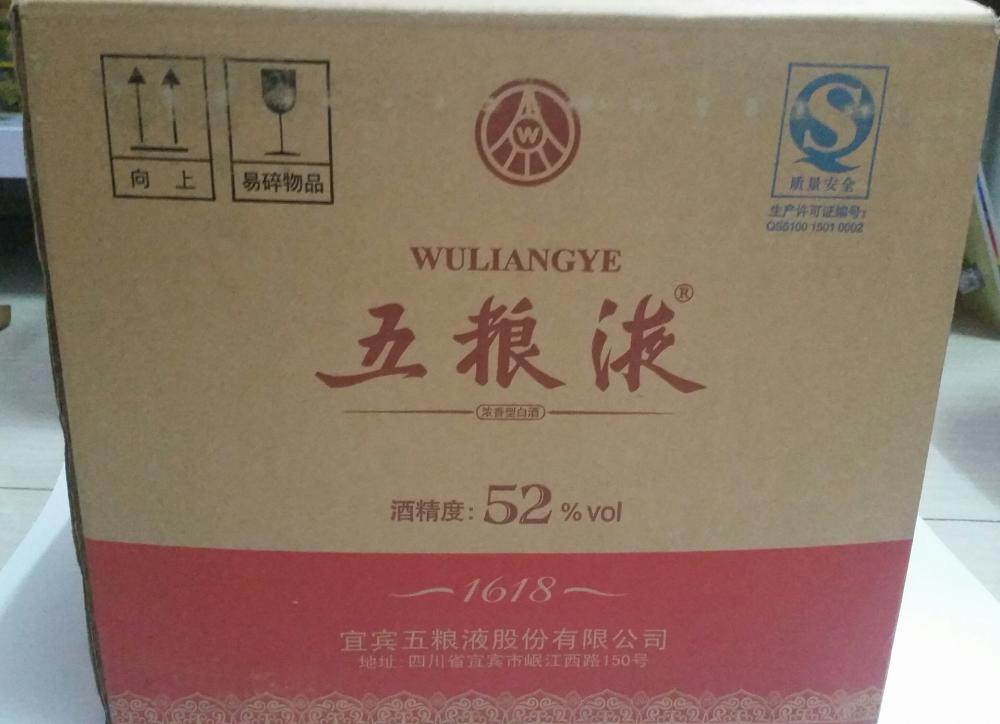 向 上
易碎物品
W
S
质量安全
生产许可证编号:
QS5100 1501 0002
WULIANGYE
五粮液®
浓香型白酒
酒精度: 52 % vol
1618
宜宾五粮液股份有限公司
地址:四川省宜宾市岷江西路150号